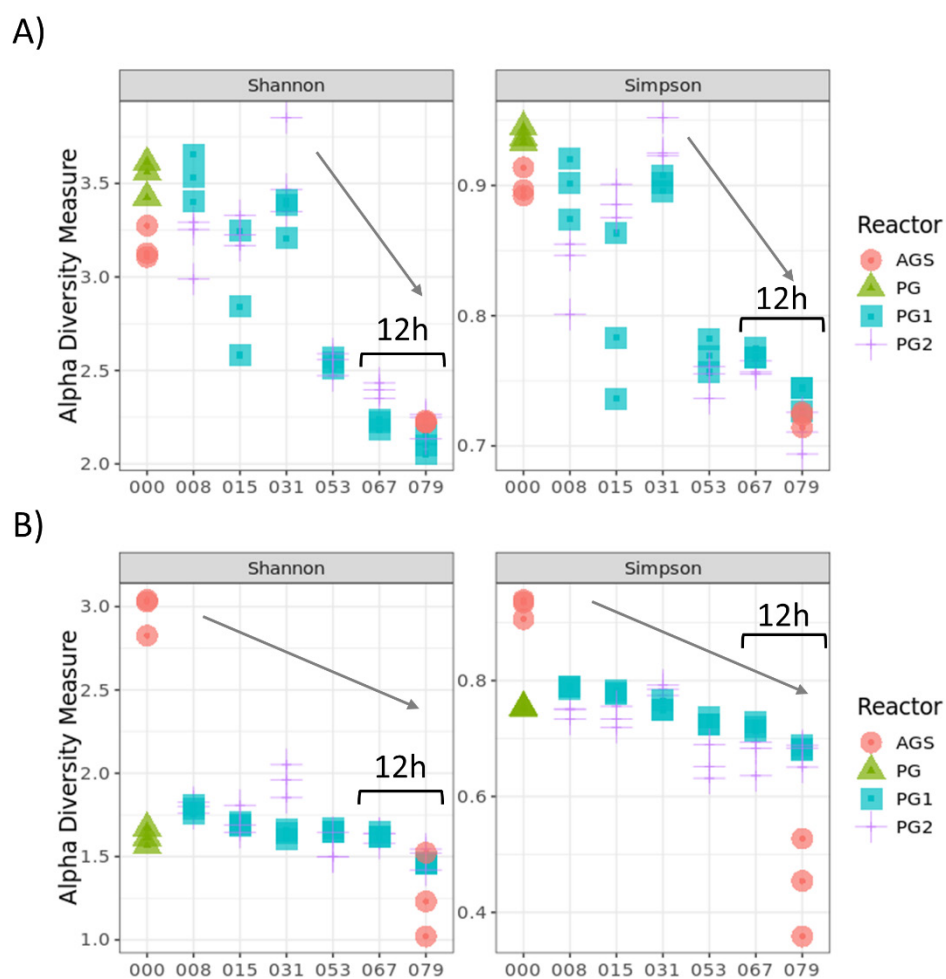 A)
Shannon
Simpson
Alpha Diversity Measure
3.5
3.0
2.5
2.0
12h
000 008 015 031 053 067 079
0.9
0.8
0.7
12h
000 008 015 031 053 067 079
Reactor
AGS
PG
PG1
PG2
B)
Shannon
Simpson
Alpha Diversity Measure
3.0
2.5
2.0
1.5
1.0
12h
000 008 015 031 053 067 079
0.8
0.6
0.4
12h
000 008 015 031 053 067 079
Reactor
AGS
PG
PG1
PG2